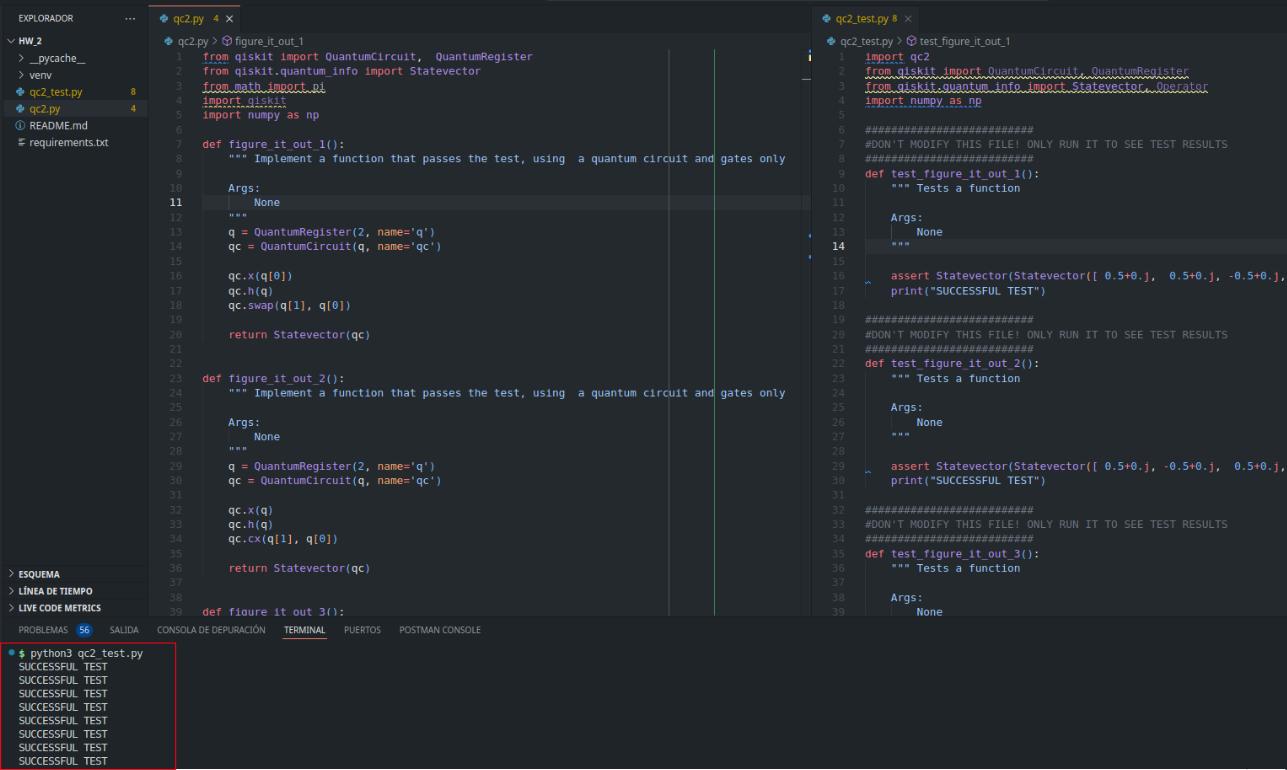 EXPLORADOR ...
HW_2
__pycache__
venv
qc2_test.py 8
qc2.py 4
README.md
requirements.txt
ESQUEMA
LÍNEA DE TIEMPO
LIVE CODE METRICS
qc2.py 4 ×
qc2.py > figure_it_out_1
1 from qiskit import QuantumCircuit,  QuantumRegister
2 from qiskit.quantum_info import Statevector
3 from math import pi
4 import qiskit
5 import numpy as np
6
7 def figure_it_out_1():
8     """ Implement a function that passes the test, using  a quantum circuit and gates only
9
10     Args:
11         None
12     """
13     q = QuantumRegister(2, name='q')
14     qc = QuantumCircuit(q, name='qc')
15
16     qc.x(q[0])
17     qc.h(q)
18     qc.swap(q[1], q[0])
19
20     return Statevector(qc)
21
22
23 def figure_it_out_2():
24     """ Implement a function that passes the test, using  a quantum circuit and gates only
25
26     Args:
27         None
28     """
29     q = QuantumRegister(2, name='q')
30     qc = QuantumCircuit(q, name='qc')
31
32     qc.x(q)
33     qc.h(q)
34     qc.cx(q[1], q[0])
35
36     return Statevector(qc)
37
38
39 def figure_it_out_3():
qc2_test.py 8 ×
qc2_test.py > test_figure_it_out_1
1 import qc2
2 from qiskit import QuantumCircuit, QuantumRegister
3 from qiskit.quantum_info import Statevector, Operator
4 import numpy as np
5
6 ##########################
7 #DON'T MODIFY THIS FILE! ONLY RUN IT TO SEE TEST RESULTS
8 ##########################
9 def test_figure_it_out_1():
10     """ Tests a function
11
12     Args:
13         None
14     """
15
16     assert Statevector(Statevector([ 0.5+0.j,  0.5+0.j, -0.5+0.j,
17     print("SUCCESSFUL TEST")
18
19 ##########################
20 #DON'T MODIFY THIS FILE! ONLY RUN IT TO SEE TEST RESULTS
21 ##########################
22 def test_figure_it_out_2():
23     """ Tests a function
24
25     Args:
26         None
27     """
28
29     assert Statevector(Statevector([ 0.5+0.j, -0.5+0.j,  0.5+0.j,
30     print("SUCCESSFUL TEST")
31
32 ##########################
33 #DON'T MODIFY THIS FILE! ONLY RUN IT TO SEE TEST RESULTS
34 ##########################
35 def test_figure_it_out_3():
36     """ Tests a function
37
38     Args:
39         None
PROBLEMAS 56 SALIDA CONSOLA DE DEPURACIÓN TERMINAL PUERTOS POSTMAN CONSOLE
$ python3 qc2_test.py
SUCCESSFUL TEST
SUCCESSFUL TEST
SUCCESSFUL TEST
SUCCESSFUL TEST
SUCCESSFUL TEST
SUCCESSFUL TEST
SUCCESSFUL TEST
SUCCESSFUL TEST